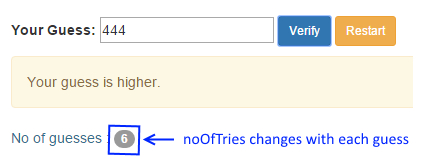 Your Guess: 444 Verify Restart
Your guess is higher.
No of guesses : 6 noOfTries changes with each guess